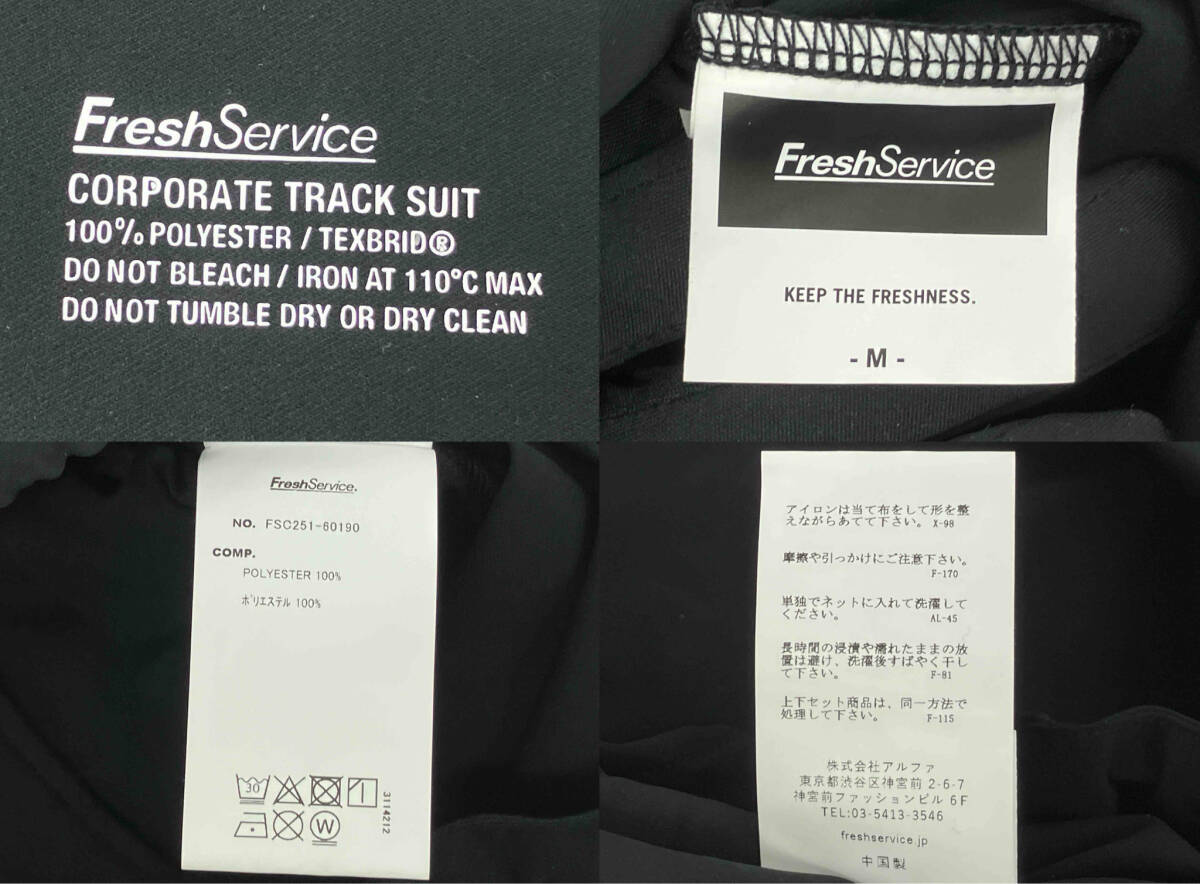 FreshService
CORPORATE TRACK SUIT
100% POLYESTER / TEXBRID®
DO NOT BLEACH / IRON AT 110°C MAX
DO NOT TUMBLE DRY OR DRY CLEAN
FreshService
KEEP THE FRESHNESS.
- M -
FreshService.
NO. FSC251-60190
COMP.
POLYESTER 100%
ポリエステル 100%
30
W
3114212
アイロンは当て布をして形を整
えながらあてて下さい。 X-98
摩擦や引っかけにご注意下さい。
F-170
単独でネットに入れて洗濯して
ください。 AL-45
長時間の浸漬や濡れたままの放
置は避け、洗濯後すばやく干し
て下さい。 F-81
上下セット商品は、同一方法で
処理して下さい。 F-115
株式会社アルファ
東京都渋谷区神宮前 2-6-7
神宮前ファッションビル 6F
TEL:03-5413-3546
freshservice.jp
中国製